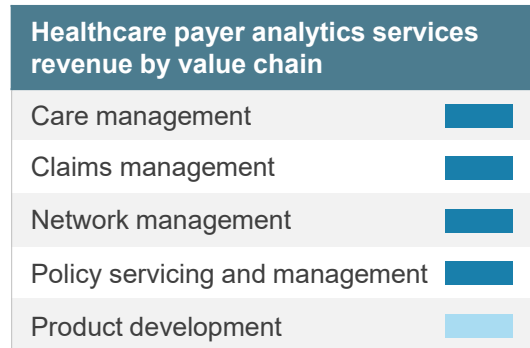 Healthcare payer analytics services
revenue by value chain
Care management
Claims management
Network management
Policy servicing and management
Product development